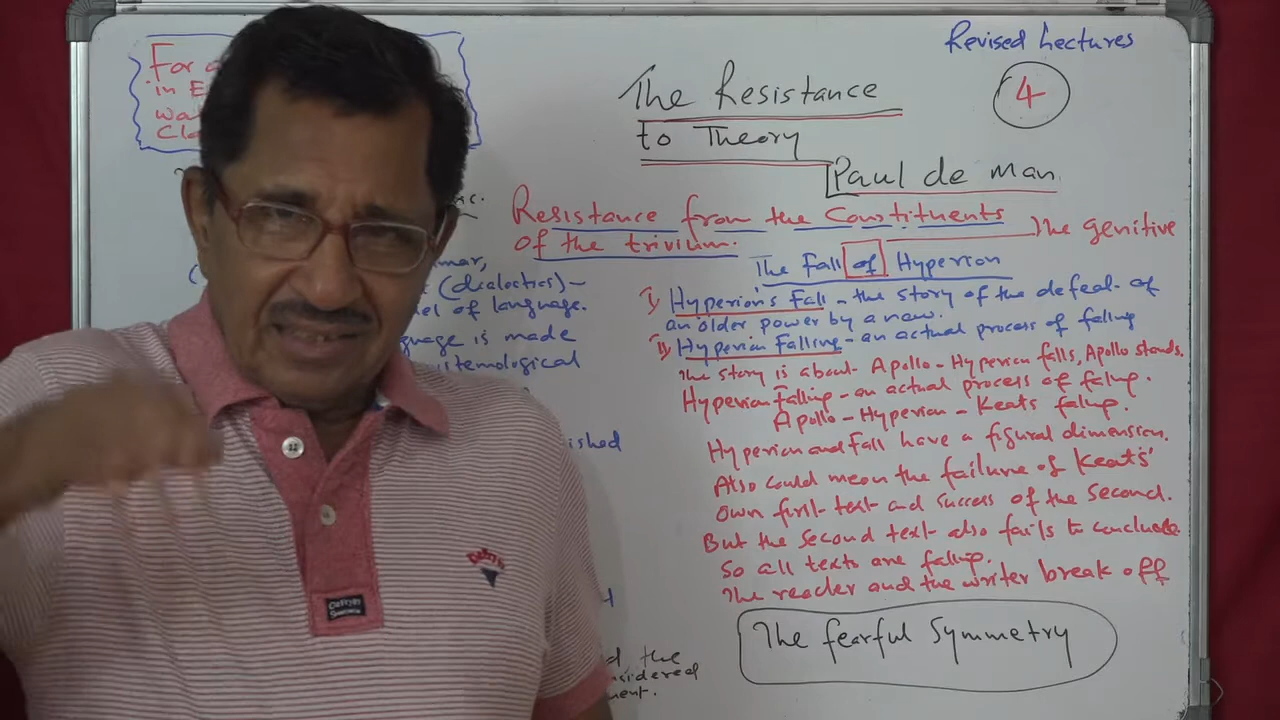 Revised Lectures
4
For
in E
wa
Cla
The Resistance
to Theory
Paul de Man.
Resistance from the Constituents
of the trivium.
The genitive
The Fall of Hyperion
I) Hyperion's Fall - the story of the defeat of
an older power by a new.
II) Hyperion Falling - an actual process of falling
The story is about Apollo - Hyperion falls, Apollo stands.
Hyperion falling - an actual process of falling.
Apollo - Hyperion - Keats falling.
Hyperion and Fall have a figural dimension.
Also could mean the failure of Keats'
own first text and success of the second.
But the second text also fails to conclude
So all texts are falling.
The reader and the writer break off
The fearful Symmetry
mar,
(dialectics) -
el of language.
guage is made
istemological
ished
d the
nsidered
ment.